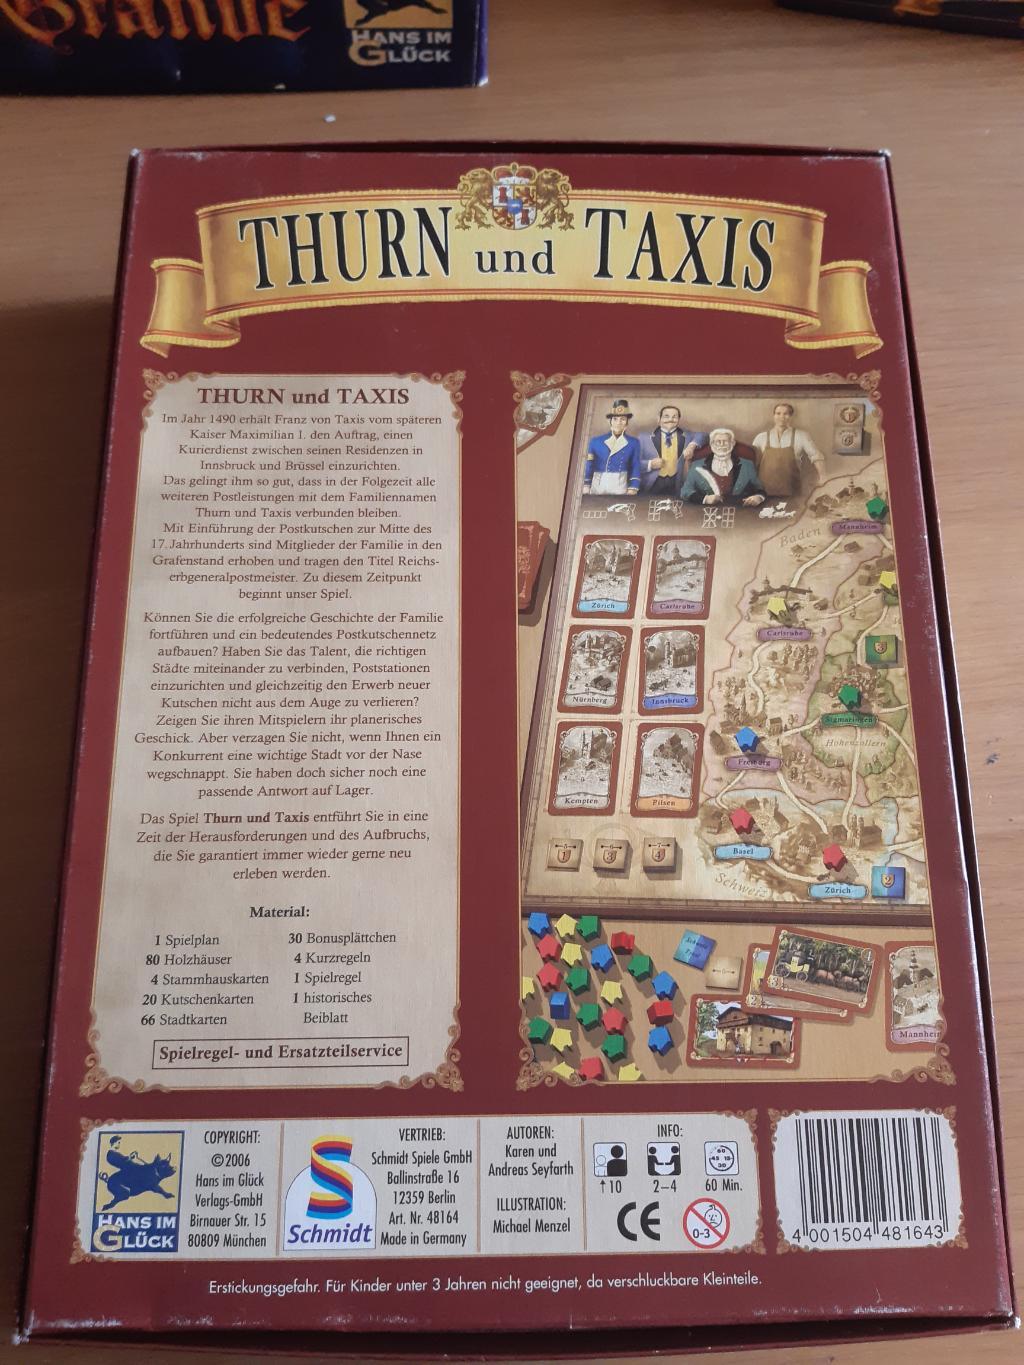 Grande
HANS IM
GLÜCK
THURN und TAXIS
THURN und TAXIS
Im Jahr 1490 erhält Franz von Taxis vom späteren
Kaiser Maximilian I. den Auftrag, einen
Kurierdienst zwischen seinen Residenzen in
Innsbruck und Brüssel einzurichten.
Das gelingt ihm so gut, dass in der Folgezeit alle
weiteren Postleistungen mit dem Familiennamen
Thurn und Taxis verbunden bleiben.
Mit Einführung der Postkutschen zur Mitte des
17. Jahrhunderts sind Mitglieder der Familie in den
Grafenstand erhoben und tragen den Titel Reichs-
erbgeneralpostmeister. Zu diesem Zeitpunkt
beginnt unser Spiel.
Können Sie die erfolgreiche Geschichte der Familie
fortführen und ein bedeutendes Postkutschennetz
aufbauen? Haben Sie das Talent, die richtigen
Städte miteinander zu verbinden, Poststationen
einzurichten und gleichzeitig den Erwerb neuer
Kutschen nicht aus dem Auge zu verlieren?
Zeigen Sie ihren Mitspielern ihr planerisches
Geschick. Aber verzagen Sie nicht, wenn Ihnen ein
Konkurrent eine wichtige Stadt vor der Nase
wegschnappt. Sie haben doch sicher noch eine
passende Antwort auf Lager.
Das Spiel Thurn und Taxis entführt Sie in eine
Zeit der Herausforderungen und des Aufbruchs,
die Sie garantiert immer wieder gerne neu
erleben werden.
Material:
1 Spielplan
80 Holzhäuser
4 Stammhauskarten
20 Kutschenkarten
66 Stadtkarten
30 Bonusplättchen
4 Kurzregeln
1 Spielregel
1 historisches
Beiblatt
Spielregel- und Ersatzteilservice
Mannheim
Baden
Zürich
Carlsruhe
Carlsruhe
3
Nürnberg
Innsbruck
Sigmaringen
Hohenzollern
Freiburg
Kempten
Pilsen
Basel
1
3
4
Schweiz
Zürich
2
Mannheim
HANS IM
GLÜCK
COPYRIGHT:
©2006
Hans im Glück
Verlags-GmbH
Birnauer Str. 15
80809 München
Schmidt
VERTRIEB:
Schmidt Spiele GmbH
Ballinstraße 16
12359 Berlin
Art. Nr. 48164
Made in Germany
AUTOREN:
Karen und
Andreas Seyfarth
ILLUSTRATION:
Michael Menzel
INFO:
↑10
2–4
60 Min.
CE
0-3
4 001504 481643
Erstickungsgefahr. Für Kinder unter 3 Jahren nicht geeignet, da verschluckbare Kleinteile.